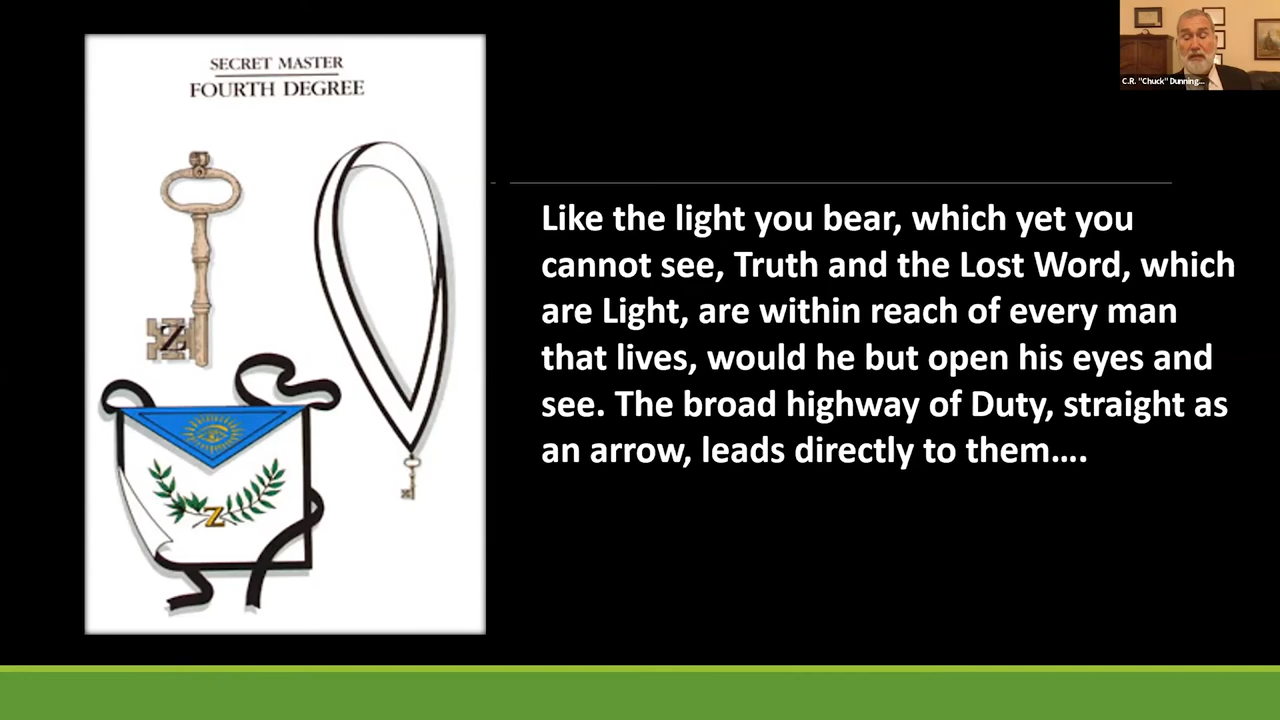 SECRET MASTER
FOURTH DEGREE
Z
Z
Like the light you bear, which yet you
cannot see, Truth and the Lost Word, which
are Light, are within reach of every man
that lives, would he but open his eyes and
see. The broad highway of Duty, straight as
an arrow, leads directly to them….
C.R. "Chuck" Dunning...